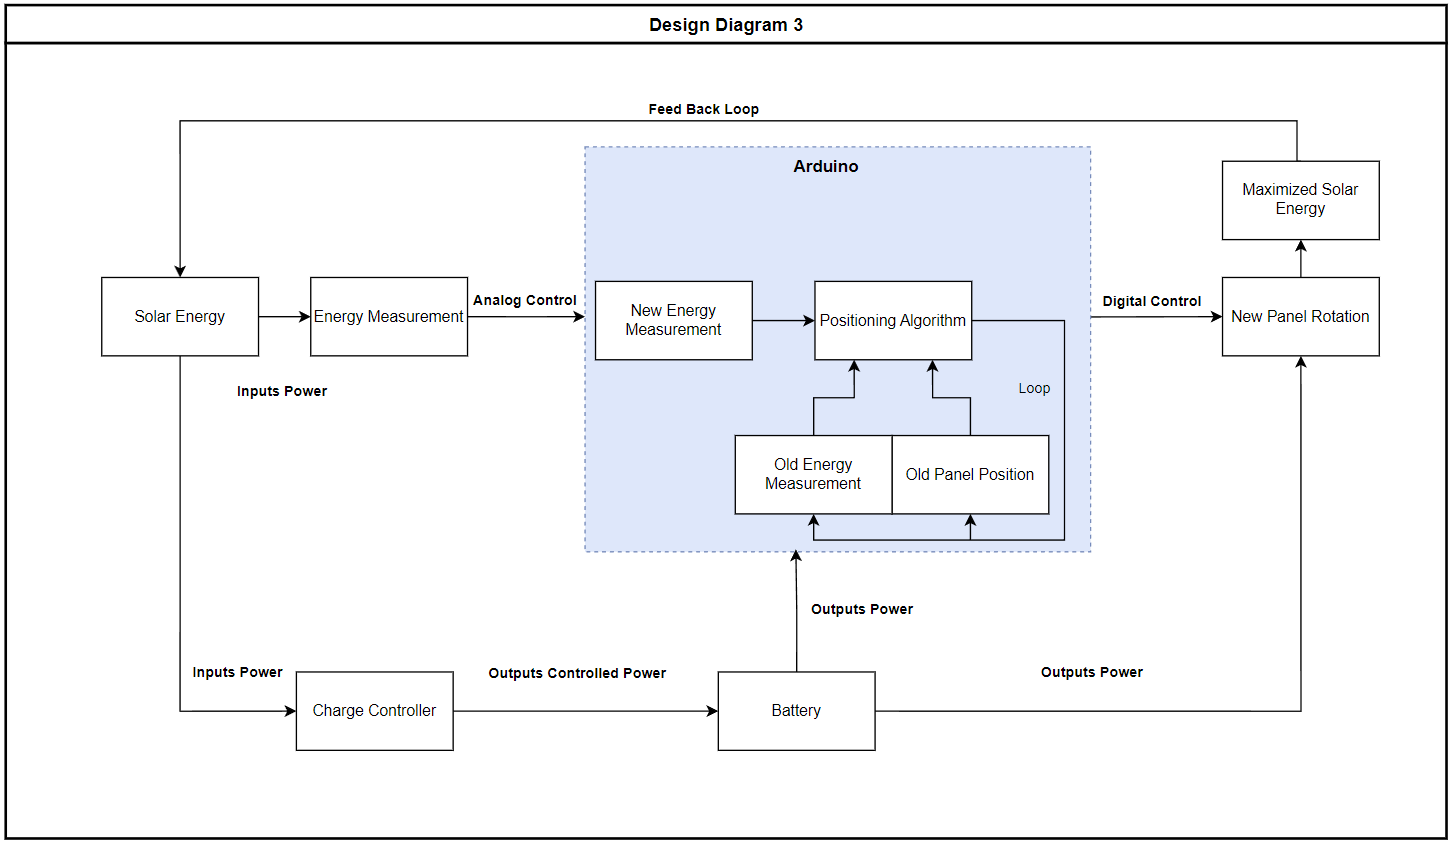 Design Diagram 3
Feed Back Loop
Arduino
Maximized Solar
Energy
Solar Energy
Energy Measurement
Analog Control
New Energy
Measurement
Positioning Algorithm
Digital Control
New Panel Rotation
Inputs Power
Loop
Old Energy
Measurement
Old Panel Position
Outputs Power
Inputs Power
Outputs Controlled Power
Outputs Power
Charge Controller
Battery